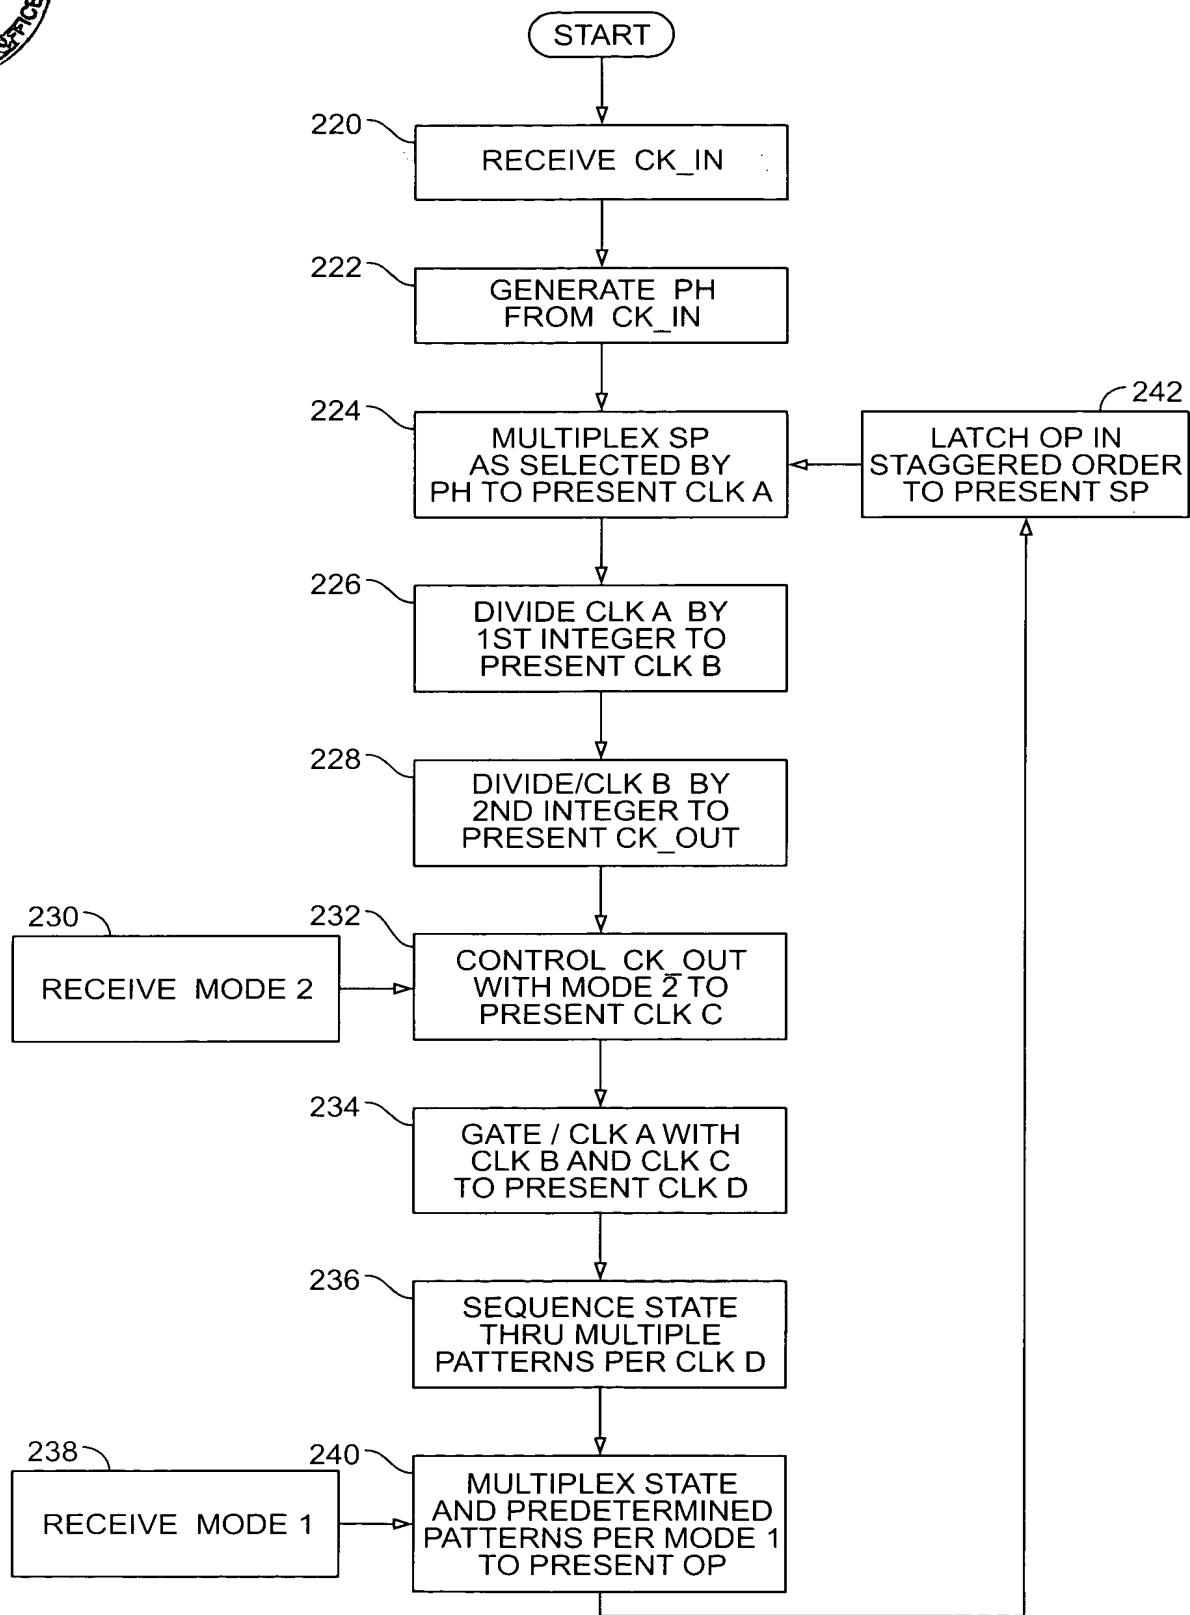 OFFICE
START
220
RECEIVE CK_IN
222
GENERATE PH
FROM CK_IN
224
MULTIPLEX SP
AS SELECTED BY
PH TO PRESENT CLK A
242
LATCH OP IN
STAGGERED ORDER
TO PRESENT SP
226
DIVIDE CLK A BY
1ST INTEGER TO
PRESENT CLK B
228
DIVIDE/CLK B BY
2ND INTEGER TO
PRESENT CK_OUT
230
RECEIVE MODE 2
232
CONTROL CK_OUT
WITH MODE 2 TO
PRESENT CLK C
234
GATE / CLK A WITH
CLK B AND CLK C
TO PRESENT CLK D
236
SEQUENCE STATE
THRU MULTIPLE
PATTERNS PER CLK D
238
RECEIVE MODE 1
240
MULTIPLEX STATE
AND PREDETERMINED
PATTERNS PER MODE 1
TO PRESENT OP